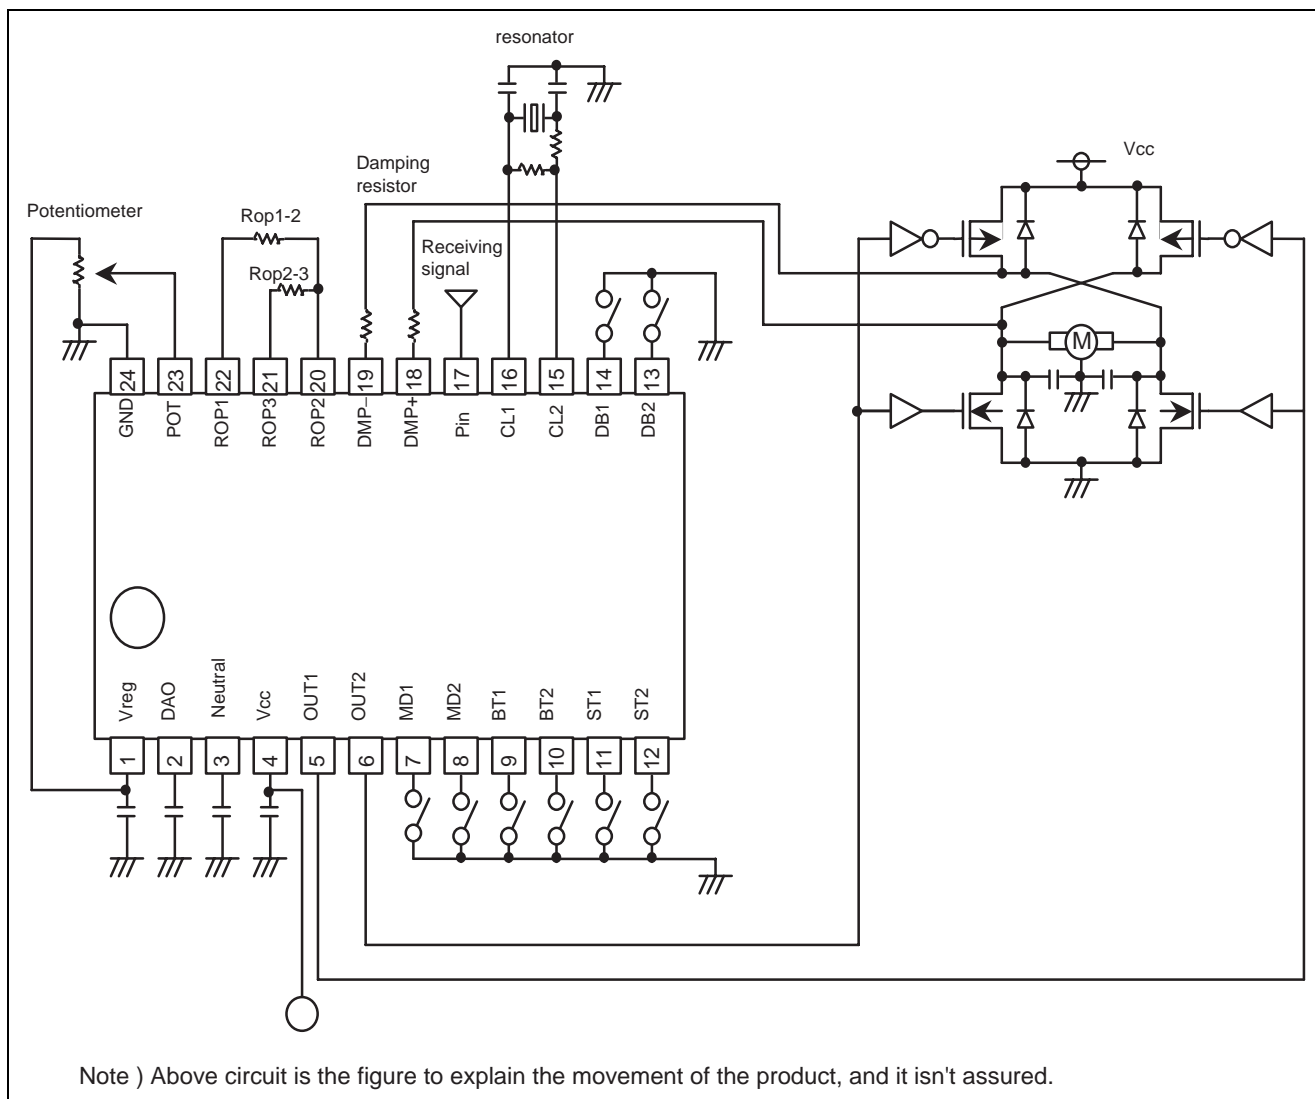 resonator
Vcc
Damping
resistor
Potentiometer
Rop1-2
Receiving
signal
Rop2-3
M
24
23
22
21
20
19
18
17
16
15
14
13
GND
POT
ROP1
ROP3
ROP2
DMP−
DMP+
Pin
CL1
CL2
DB1
DB2
Vreg
DAO
Neutral
Vcc
OUT1
OUT2
MD1
MD2
BT1
BT2
ST1
ST2
1
2
3
4
5
6
7
8
9
10
11
12
Note ) Above circuit is the figure to explain the movement of the product, and it isn't assured.